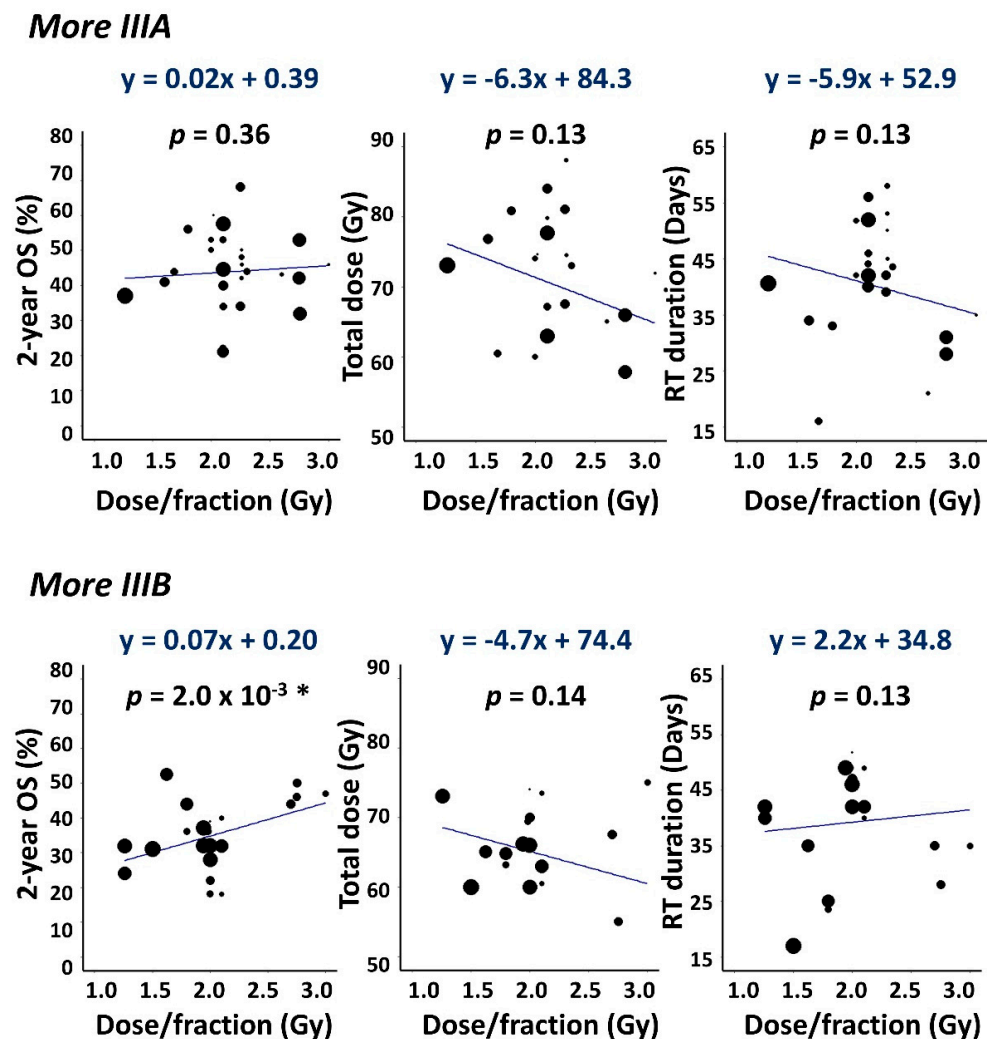 More IIIA
y = 0.02x + 0.39
p = 0.36
2-year OS (%)
80
70
60
50
40
30
20
10
0
1.0 1.5 2.0 2.5 3.0
Dose/fraction (Gy)
y = -6.3x + 84.3
p = 0.13
Total dose (Gy)
90
80
70
60
50
1.0 1.5 2.0 2.5 3.0
Dose/fraction (Gy)
y = -5.9x + 52.9
p = 0.13
RT duration (Days)
65
55
45
35
25
15
1.0 1.5 2.0 2.5 3.0
Dose/fraction (Gy)
More IIIB
y = 0.07x + 0.20
p = 2.0 x 10⁻³ *
2-year OS (%)
80
70
60
50
40
30
20
10
0
1.0 1.5 2.0 2.5 3.0
Dose/fraction (Gy)
y = -4.7x + 74.4
p = 0.14
Total dose (Gy)
90
80
70
60
50
1.0 1.5 2.0 2.5 3.0
Dose/fraction (Gy)
y = 2.2x + 34.8
p = 0.13
RT duration (Days)
65
55
45
35
25
15
1.0 1.5 2.0 2.5 3.0
Dose/fraction (Gy)